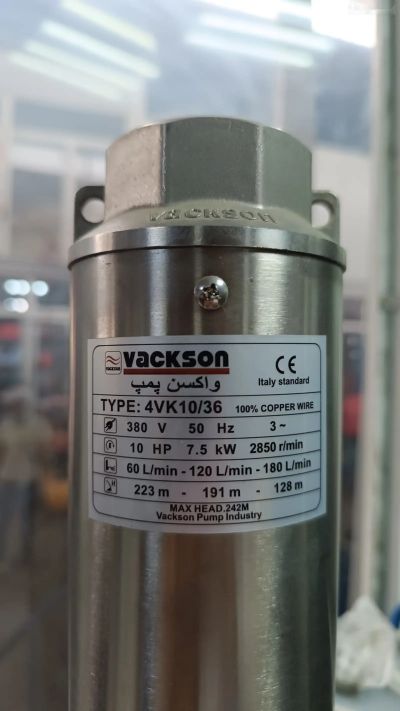 VACKSON
VACKSON
vackson
CE
واکسن پمپ
Italy standard
TYPE: 4VK10/36 100% COPPER WIRE
380 V 50 Hz 3 ~
10 HP 7.5 kW 2850 r/min
60 L/min - 120 L/min - 180 L/min
223 m - 191 m - 128 m
MAX HEAD.242M
Vackson Pump Industry